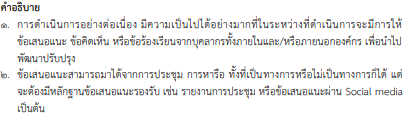 คำอธิบาย
๑. การดำเนินการอย่างต่อเนื่อง มีความเป็นไปได้อย่างมากที่ในระหว่างที่ดำเนินการจะมีการให้
ข้อเสนอแนะ ข้อคิดเห็น หรือข้อร้องเรียนจากบุคลากรทั้งภายในและ/หรือภายนอกองค์กร เพื่อนำไป
พัฒนาปรับปรุง
๒. ข้อเสนอแนะสามารถมาได้จากการประชุม การหารือ ทั้งที่เป็นทางการหรือไม่เป็นทางการก็ได้ แต่
จะต้องมีหลักฐานข้อเสนอแนะรองรับ เช่น รายงานการประชุม หรือข้อเสนอแนะผ่าน Social media
เป็นต้น